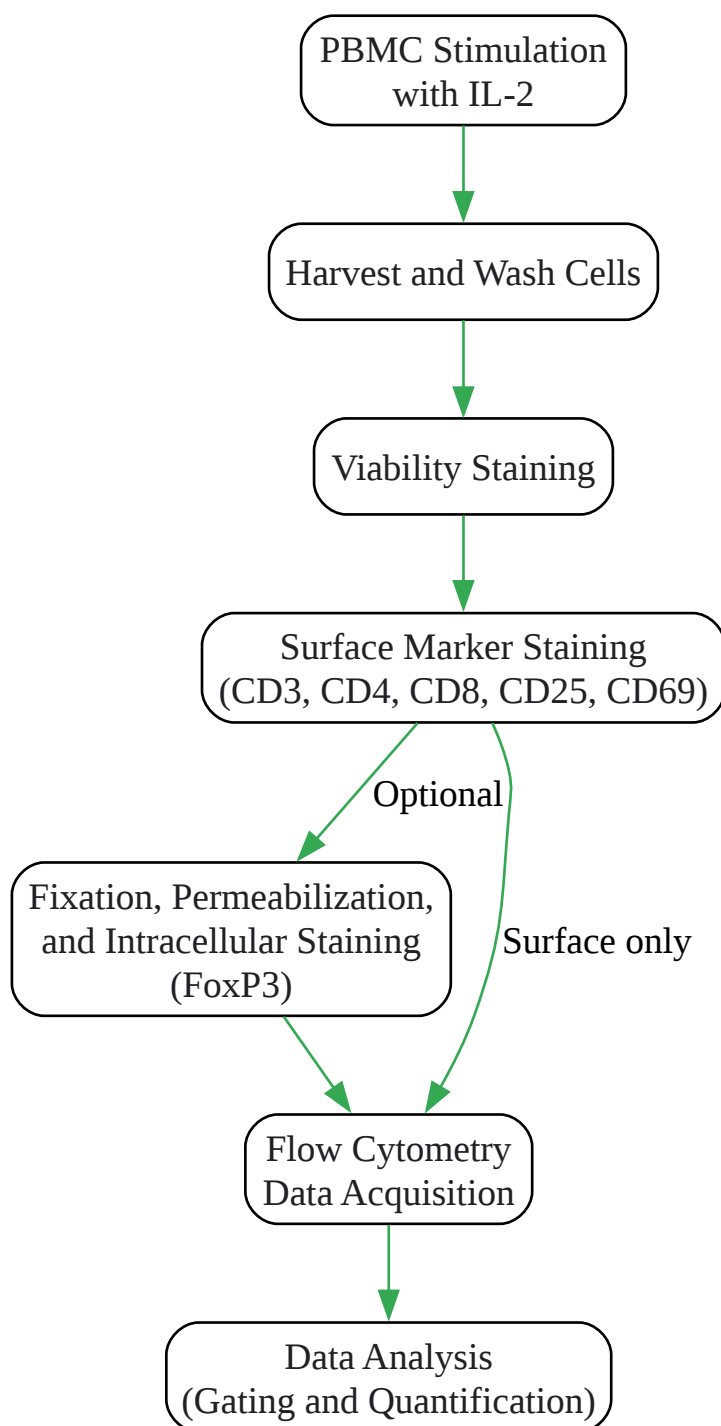 PBMC Stimulation
with IL-2
Harvest and Wash Cells
Viability Staining
Surface Marker Staining
(CD3, CD4, CD8, CD25, CD69)
Optional
Fixation, Permeabilization,
and Intracellular Staining
(FoxP3)
Surface only
Flow Cytometry
Data Acquisition
Data Analysis
(Gating and Quantification)